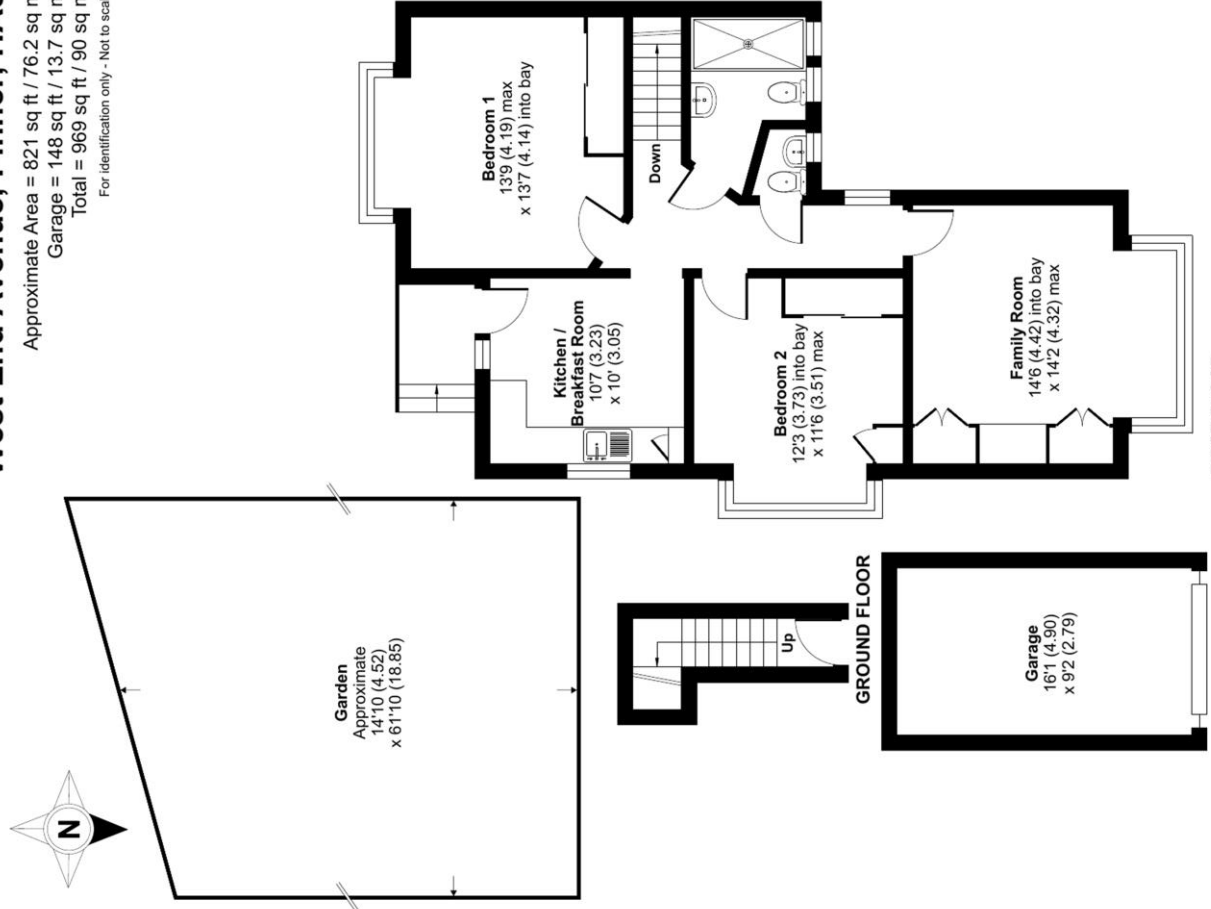 West End Avenue, Pinner,
Approximate Area = 821 sq ft / 76.2 sq m
Garage = 148 sq ft / 13.7 sq m
Total = 969 sq ft / 90 sq m
For identification only - Not to scale
N
Garden
Approximate
14'10 (4.52)
x 61'10 (18.85)
Bedroom 1
13'9 (4.19) max
x 13'7 (4.14) into bay
Down
Kitchen /
Breakfast Room
10'7 (3.23)
x 10' (3.05)
Bedroom 2
12'3 (3.73) into bay
x 11'6 (3.51) max
Family Room
14'6 (4.42) into bay
x 14'2 (4.32) max
Up
GROUND FLOOR
Garage
16'1 (4.90)
x 9'2 (2.79)